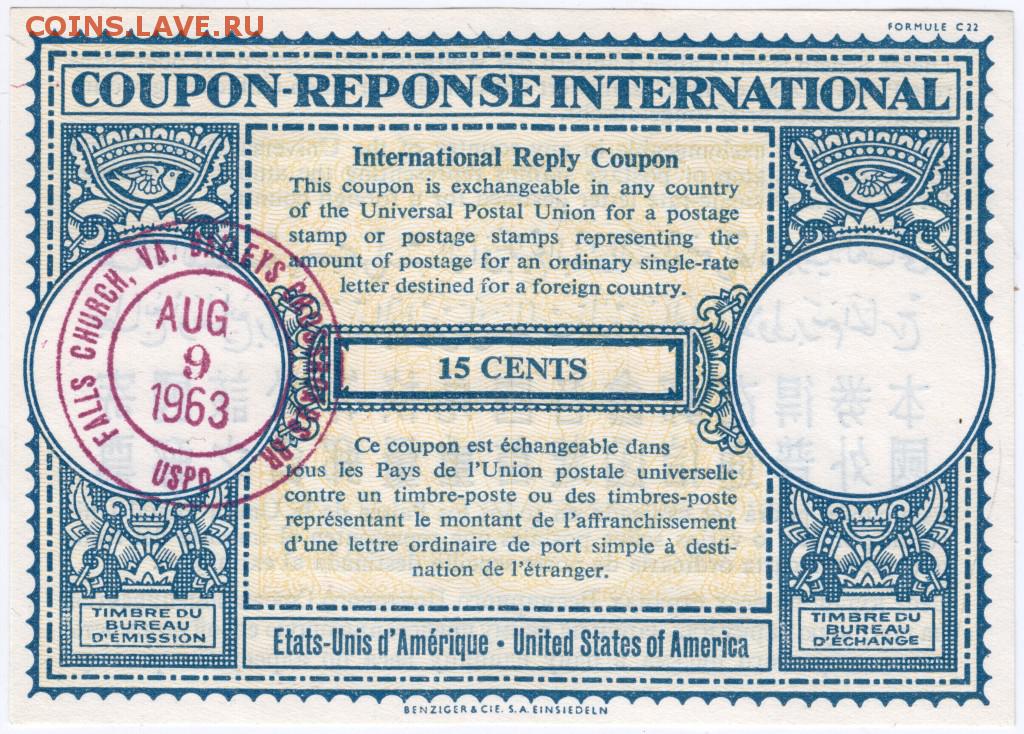 COINS.LAVE.RU
FORMULE C22
COUPON-REPONSE INTERNATIONAL
International Reply Coupon
This coupon is exchangeable in any country
of the Universal Postal Union for a postage
stamp or postage stamps representing the
amount of postage for an ordinary single-rate
letter destined for a foreign country.
FALLS CHURCH, VA. BAILEYS
BR
AUG
9
1963
USPO
15 CENTS
Ce coupon est échangeable dans
tous les Pays de l'Union postale universelle
contre un timbre-poste ou des timbres-poste
représentant le montant de l'affranchissement
d'une lettre ordinaire de port simple à desti-
nation de l'étranger.
TIMBRE DU
BUREAU
D'ÉMISSION
TIMBRE DU
BUREAU
D'ÉCHANGE
Etats-Unis d'Amérique • United States of America
BENZIGER & CIE. S.A. EINSIEDELN